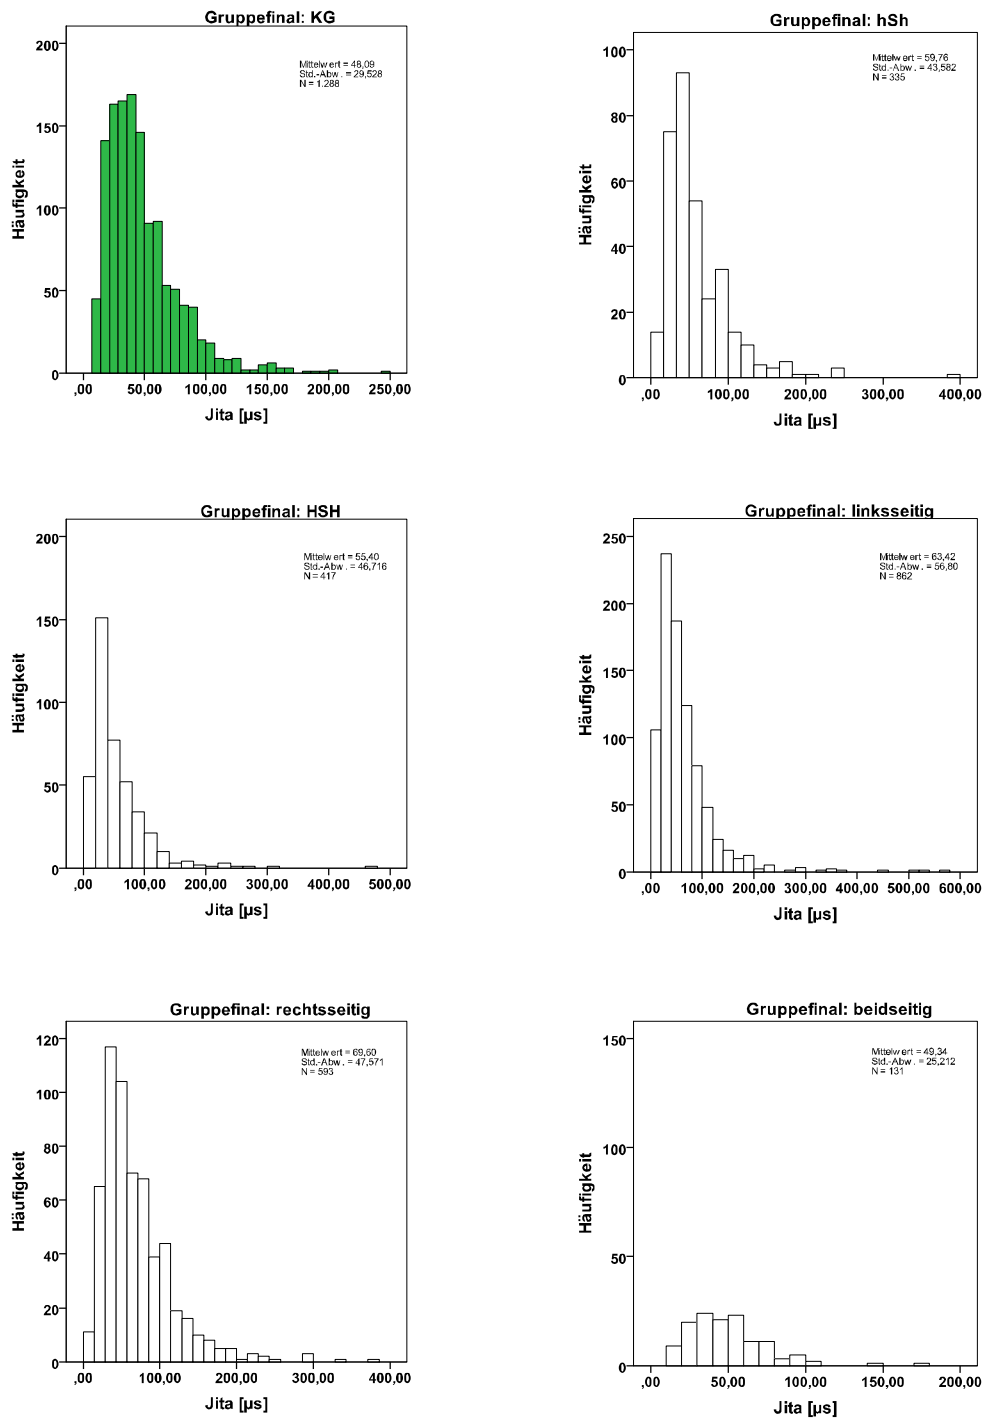 Gruppefinal: KG
Mittelwert = 48,09
Std.-Abw. = 29,528
N = 1.288
200
150
100
50
0
Häufigkeit
,00 50,00 100,00 150,00 200,00 250,00
Jita [µs]
Gruppefinal: hSh
Mittelwert = 59,76
Std.-Abw. = 43,582
N = 335
100
80
60
40
20
0
Häufigkeit
,00 100,00 200,00 300,00 400,00
Jita [µs]
Gruppefinal: HSH
Mittelwert = 55,40
Std.-Abw. = 46,716
N = 417
200
150
100
50
0
Häufigkeit
,00 100,00 200,00 300,00 400,00 500,00
Jita [µs]
Gruppefinal: linksseitig
Mittelwert = 63,42
Std.-Abw. = 56,80
N = 862
250
200
150
100
50
0
Häufigkeit
,00 100,00 200,00 300,00 400,00 500,00 600,00
Jita [µs]
Gruppefinal: rechtsseitig
Mittelwert = 69,60
Std.-Abw. = 47,571
N = 593
120
100
80
60
40
20
0
Häufigkeit
,00 100,00 200,00 300,00 400,00
Jita [µs]
Gruppefinal: beidseitig
Mittelwert = 49,34
Std.-Abw. = 25,212
N = 131
150
100
50
0
Häufigkeit
,00 50,00 100,00 150,00 200,00
Jita [µs]